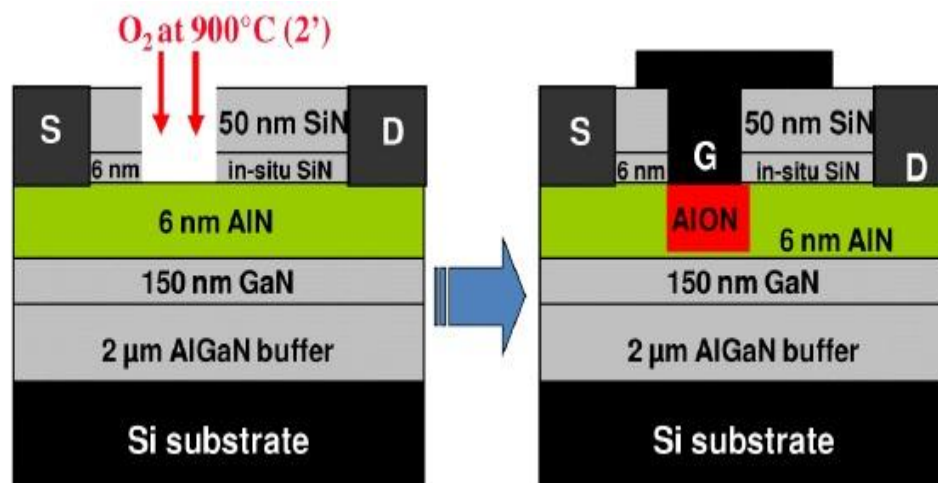 O₂ at 900°C (2')
S
50 nm SiN
D
6 nm
in-situ SiN
6 nm AlN
150 nm GaN
2 µm AlGaN buffer
Si substrate
S
50 nm SiN
G
D
6 nm
in-situ SiN
AlON
6 nm AlN
150 nm GaN
2 µm AlGaN buffer
Si substrate